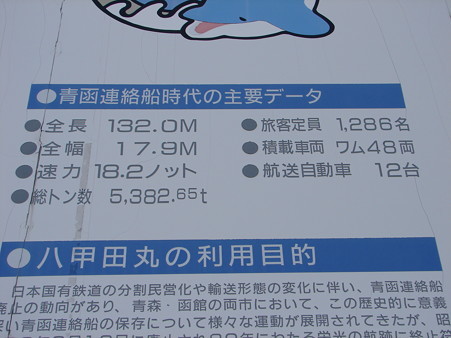 ●青函連絡船時代の主要データ
●全長 132.0M
●全幅 17.9M
●速力 18.2ノット
●総トン数 5,382.65t
●旅客定員 1,286名
●積載車両 ワム48両
●航送自動車 12台
●八甲田丸の利用目的
日本国有鉄道の分割民営化や輸送形態の変化に伴い、青函連絡船
廃止の動向があり、青森・函館の両市において、この歴史的に意義
深い青函連絡船の保存について様々な運動が展開されてきたが、昭